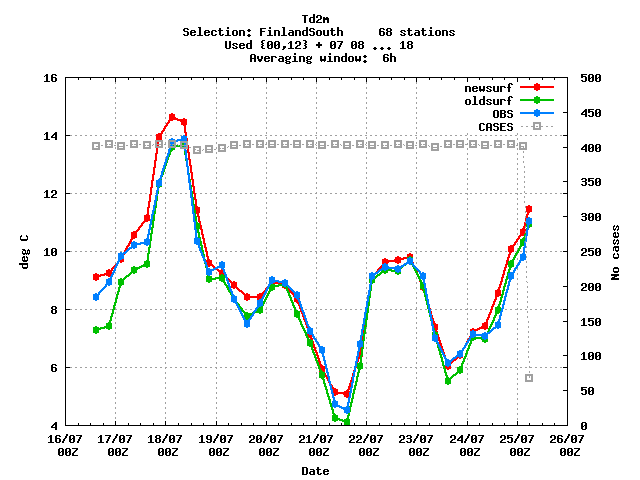 Td2m
Selection: FinlandSouth     68 stations
Used {00,12} + 07 08 ... 18
Averaging window:  6h
16 500
newsurf 450
oldsurf
OBS
14 CASES 400
350
12 300
deg C 10 250 No cases
8 200
150
6 100
50
4 0
16/07 17/07 18/07 19/07 20/07 21/07 22/07 23/07 24/07 25/07 26/07
00Z 00Z 00Z 00Z 00Z 00Z 00Z 00Z 00Z 00Z 00Z
Date